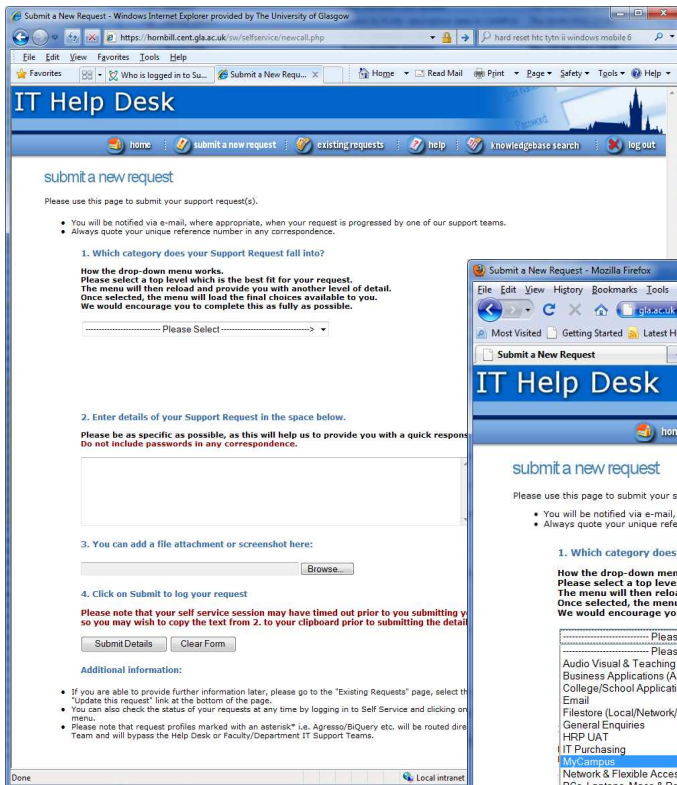 Submit a New Request - Windows Internet Explorer provided by The University of Glasgow
https://hornbill.cent.gla.ac.uk/sw/selfservice/newcall.php
hard reset htc tytn ii windows mobile 6
File Edit View Favorites Tools Help
Favorites Who is logged in to Su... Submit a New Requ... X Home Read Mail Print Page Safety Tools Help
IT Help Desk
home submit a new request existing requests help knowledgebase search log out
submit a new request
Please use this page to submit your support request(s).
• You will be notified via e-mail, where appropriate, when your request is progressed by one of our support teams.
• Always quote your unique reference number in any correspondence.
1. Which category does your Support Request fall into?
How the drop-down menu works.
Please select a top level which is the best fit for your request.
The menu will then reload and provide you with another level of detail.
Once selected, the menu will load the final choices available to you.
We would encourage you to complete this as fully as possible.
---------------------------- Please Select ---------------------------------->
2. Enter details of your Support Request in the space below.
Please be as specific as possible, as this will help us to provide you with a quick respons
Do not include passwords in any correspondence.
3. You can add a file attachment or screenshot here:
Browse...
4. Click on Submit to log your request
Please note that your self service session may have timed out prior to you submitting y
so you may wish to copy the text from 2. to your clipboard prior to submitting the detail
Submit Details Clear Form
Additional information:
• If you are able to provide further information later, please go to the "Existing Requests" page, select th
"Update this request" link at the bottom of the page.
• You can also check the status of your requests at any time by logging in to Self Service and clicking on
menu.
• Please note that request profiles marked with an asterisk* i.e. Agresso/BiQuery etc. will be routed dire
Team and will bypass the Help Desk or Faculty/Department IT Support Teams.
Done Local intranet
Submit a New Request - Mozilla Firefox
File Edit View History Bookmarks Tools
gla.ac.uk
Most Visited Getting Started Latest H
Submit a New Request
IT Help Desk
hon
submit a new request
Please use this page to submit your s
• You will be notified via e-mail,
• Always quote your unique refe
1. Which category does
How the drop-down men
Please select a top leve
The menu will then reloa
Once selected, the menu
We would encourage yo
---------------------------- Pleas
---------------------------- Pleas
Audio Visual & Teaching
Business Applications (A
College/School Applicati
Email
Filestore (Local/Network/
General Enquiries
HRP UAT
IT Purchasing
MyCampus
Network & Flexible Acces